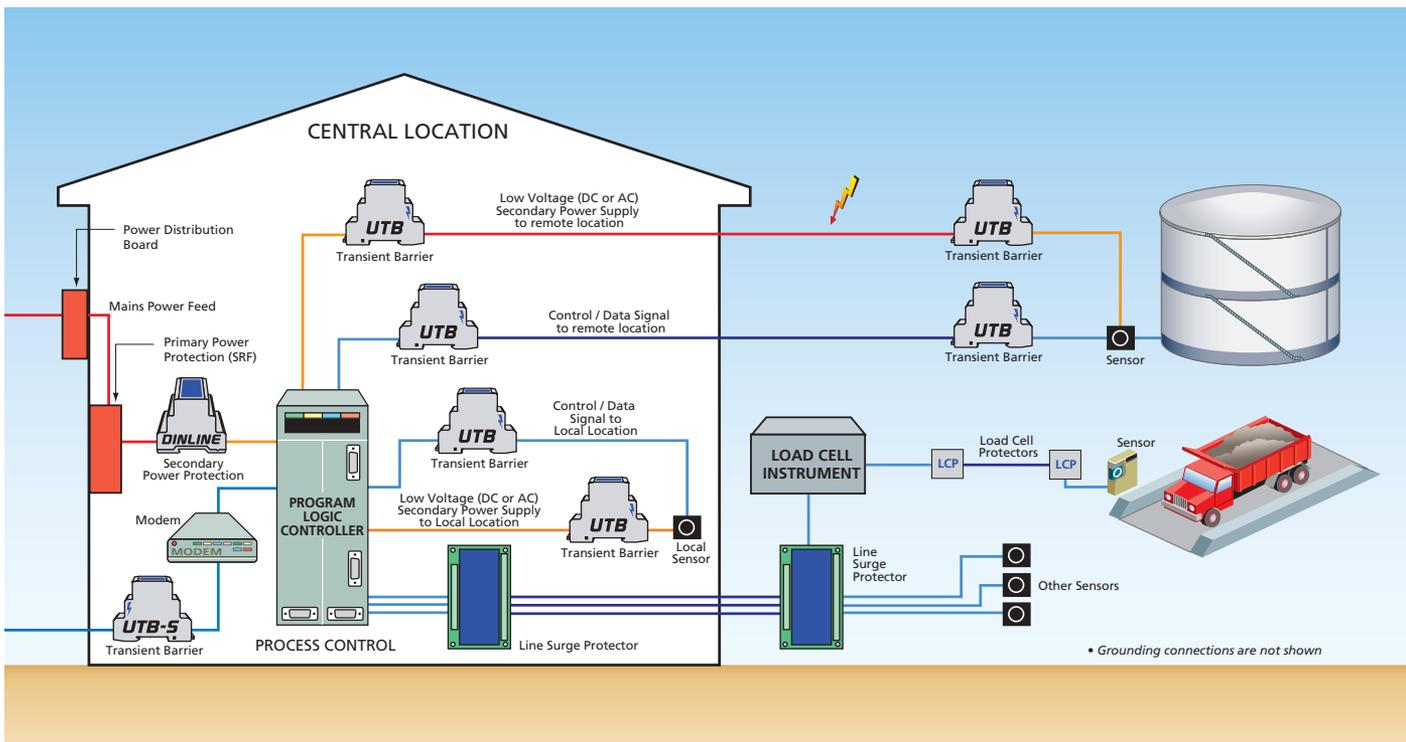 CENTRAL LOCATION
Power Distribution
Board
Mains Power Feed
Primary Power
Protection (SRF)
DINLINE
Secondary
Power Protection
Modem
MODEM
UTB-S
Transient Barrier
PROGRAM
LOGIC
CONTROLLER
PROCESS CONTROL
UTB
Transient Barrier
Low Voltage (DC or AC)
Secondary Power Supply
to remote location
UTB
Transient Barrier
Control / Data Signal
to remote location
UTB
Transient Barrier
Control / Data
Signal to
Local Location
Low Voltage (DC or AC)
Secondary Power Supply
to Local Location
UTB
Transient Barrier
Local
Sensor
Line Surge Protector
UTB
Transient Barrier
UTB
Transient Barrier
Sensor
LOAD CELL
INSTRUMENT
LCP
Load Cell
Protectors
LCP
Sensor
Line
Surge
Protector
Other Sensors
• Grounding connections are not shown